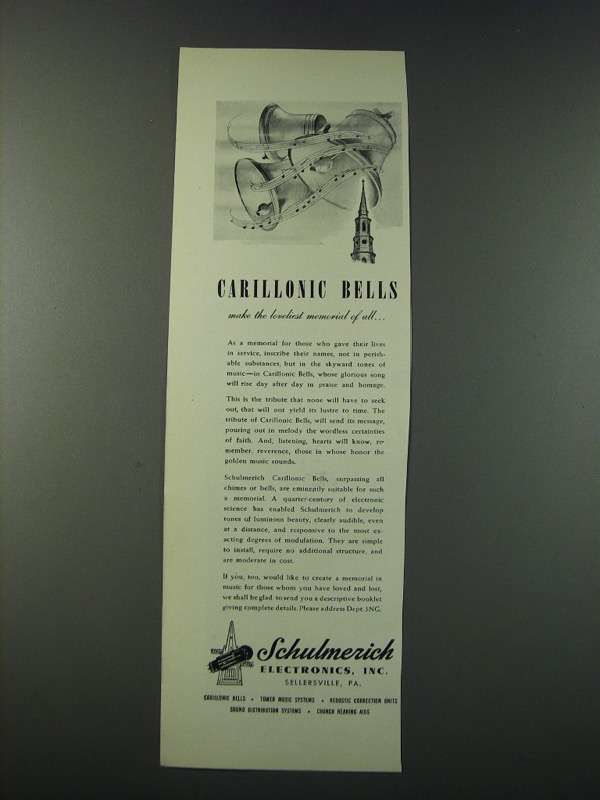 CARILLONIC BELLS
make the loveliest memorial of all...
As a memorial for those who gave their lives
in service, inscribe their names, not in perish-
able substances, but in the skyward tones of
music—in Carillonic Bells, whose glorious song
will rise day after day in praise and homage.
This is the tribute that none will have to seek
out, that will not yield its lustre to time. The
tribute of Carillonic Bells, will send its message,
pouring out in melody the wordless certainties
of faith. And, listening, hearts will know, re-
member, reverence, those in whose honor the
golden music sounds.
Schulmerich Carillonic Bells, surpassing all
chimes or bells, are eminently suitable for such
a memorial. A quarter-century of electronic
science has enabled Schulmerich to develop
tones of luminous beauty, clearly audible, even
at a distance, and responsive to the most ex-
acting degrees of modulation. They are simple
to install, require no additional structure, and
are moderate in cost.
If you, too, would like to create a memorial in
music for those whom you have loved and lost,
we shall be glad to send you a descriptive booklet
giving complete details. Please address Dept. 3NG.
Schulmerich
ELECTRONICS, INC.
SELLERSVILLE, PA.
CARILLONIC BELLS • TOWER MUSIC SYSTEMS • ACOUSTIC CORRECTION UNITS
SOUND DISTRIBUTION SYSTEMS • CHURCH HEARING AIDS